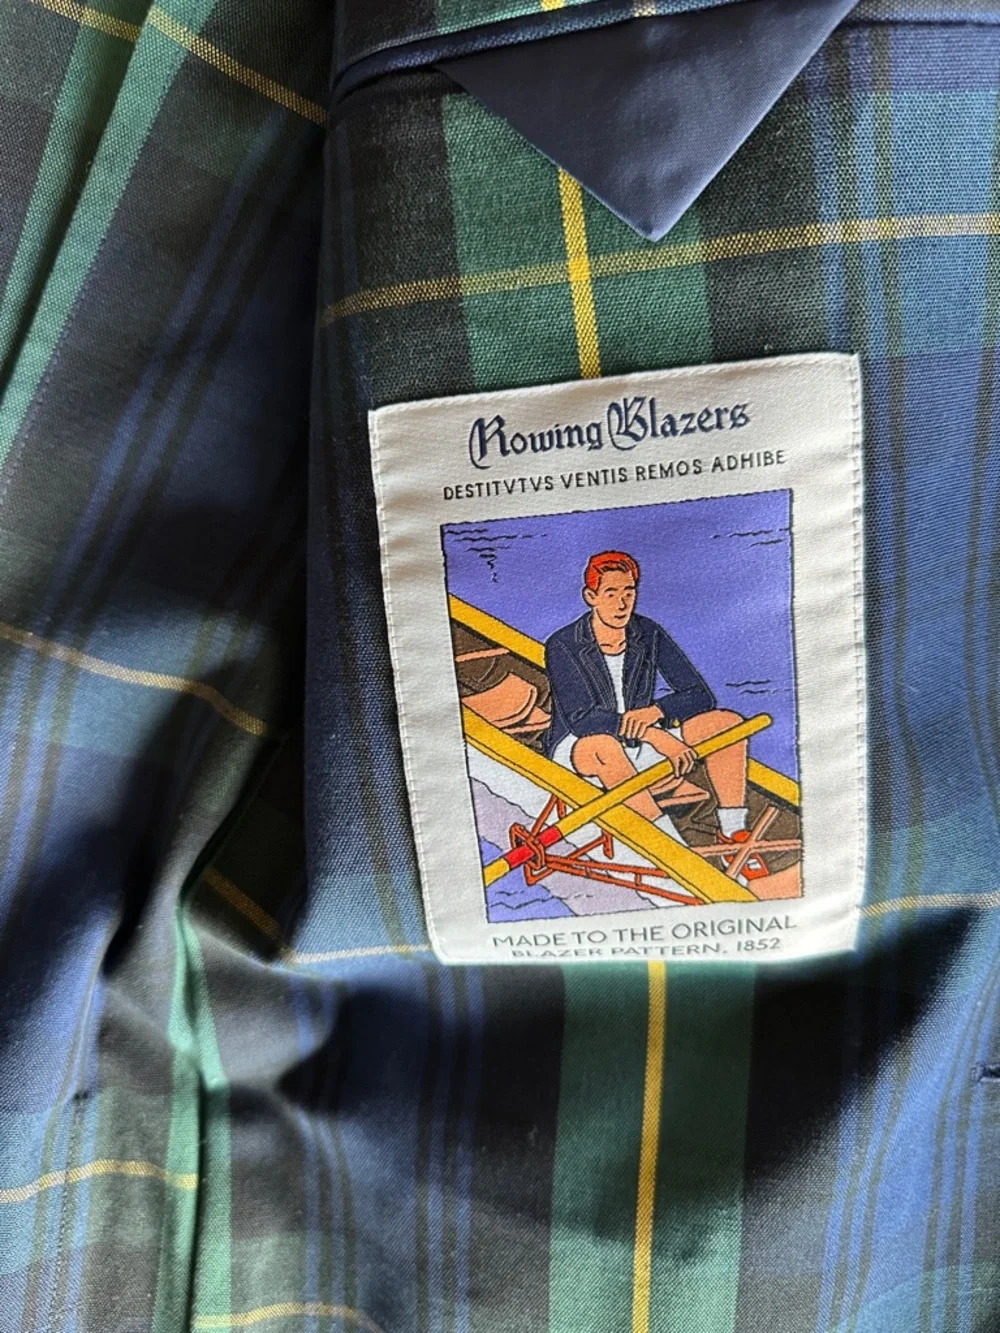 Rowing Blazers
DESTITVTVS VENTIS REMOS ADHIBE
MADE TO THE ORIGINAL
BLAZER PATTERN, 1852